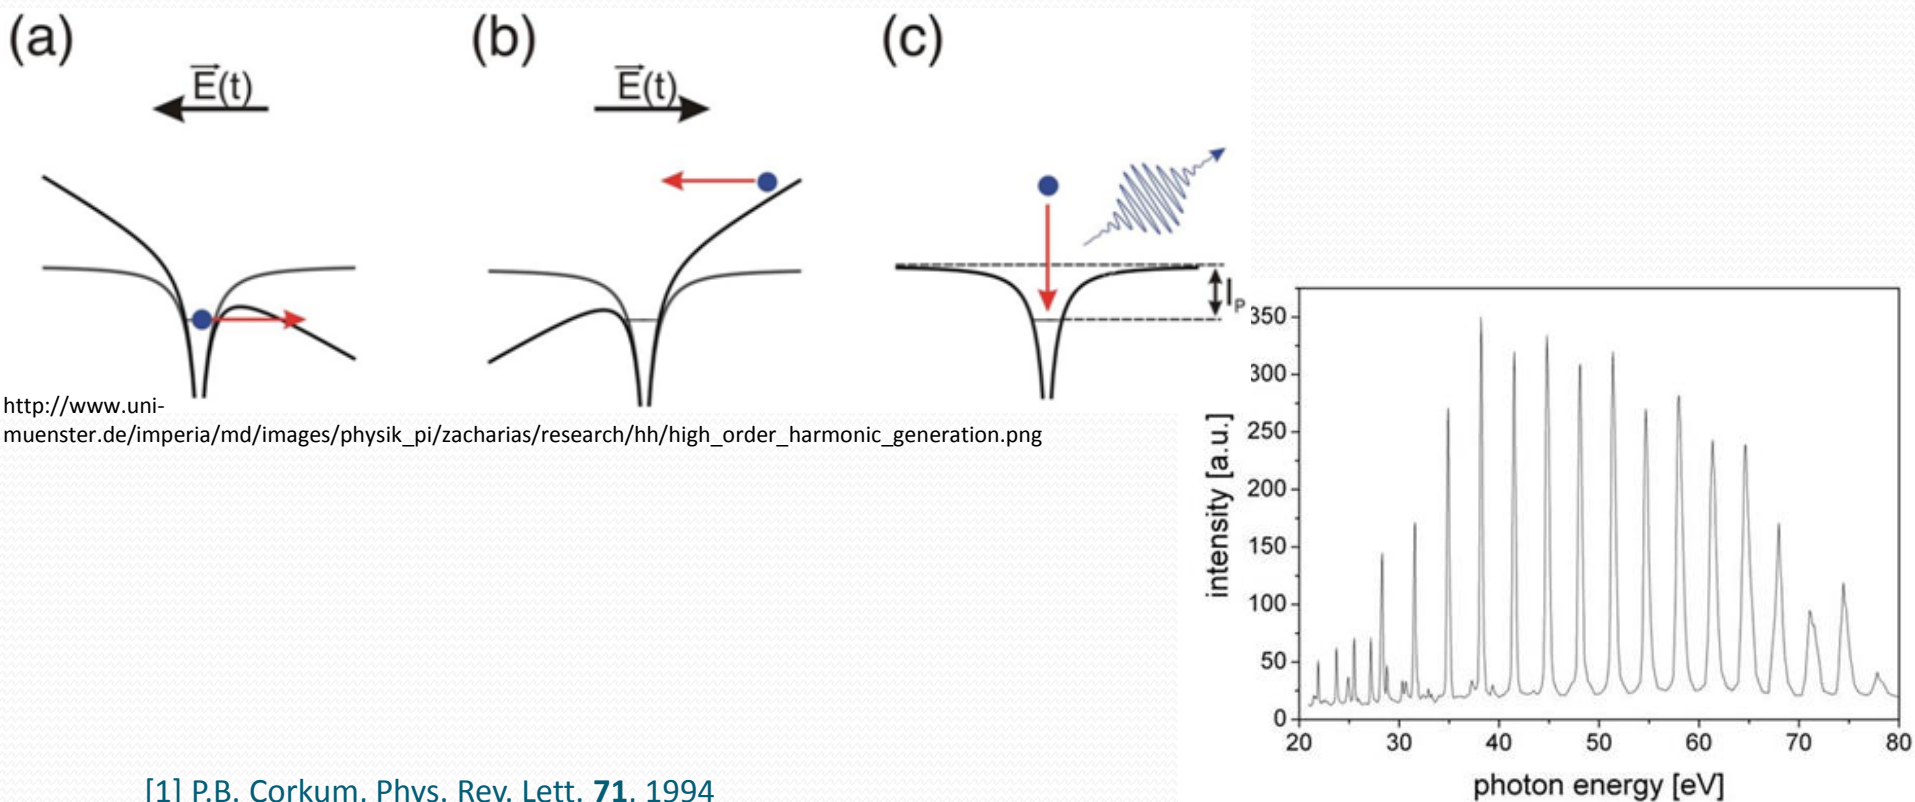 (a)
(b)
(c)
E(t)
E(t)
I_P
http://www.uni-
muenster.de/imperia/md/images/physik_pi/zacharias/research/hh/high_order_harmonic_generation.png
350
300
250
200
150
100
50
0
intensity [a.u.]
20 30 40 50 60 70 80
photon energy [eV]
[1] P.B. Corkum, Phys. Rev. Lett. 71, 1994